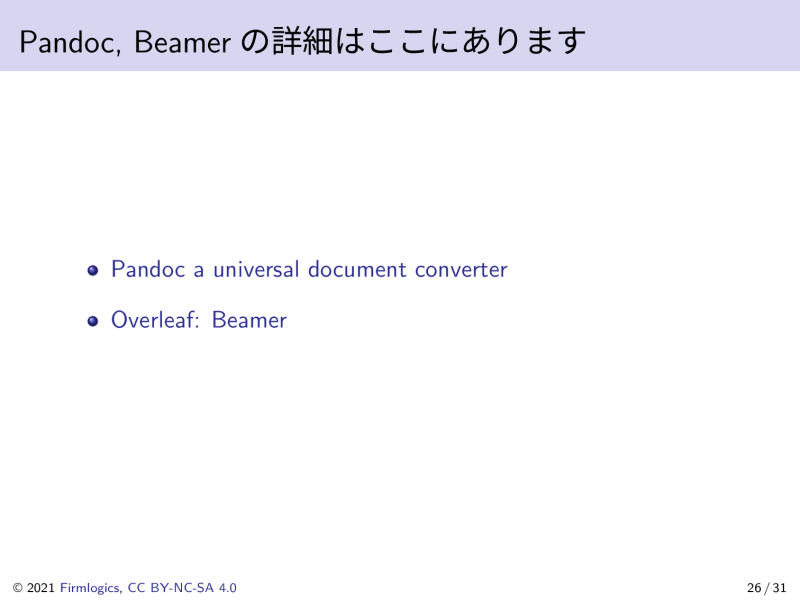 Pandoc, Beamer の詳細はここにあります
Pandoc a universal document converter
Overleaf: Beamer
© 2021 Firmlogics, CC BY-NC-SA 4.0
26 / 31